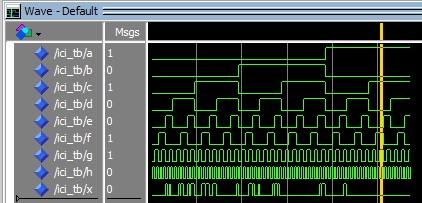 Wave - Default
Msgs
/ici_tb/a 1
/ici_tb/b 0
/ici_tb/c 1
/ici_tb/d 0
/ici_tb/e 0
/ici_tb/f 1
/ici_tb/g 1
/ici_tb/h 0
/ici_tb/x 0